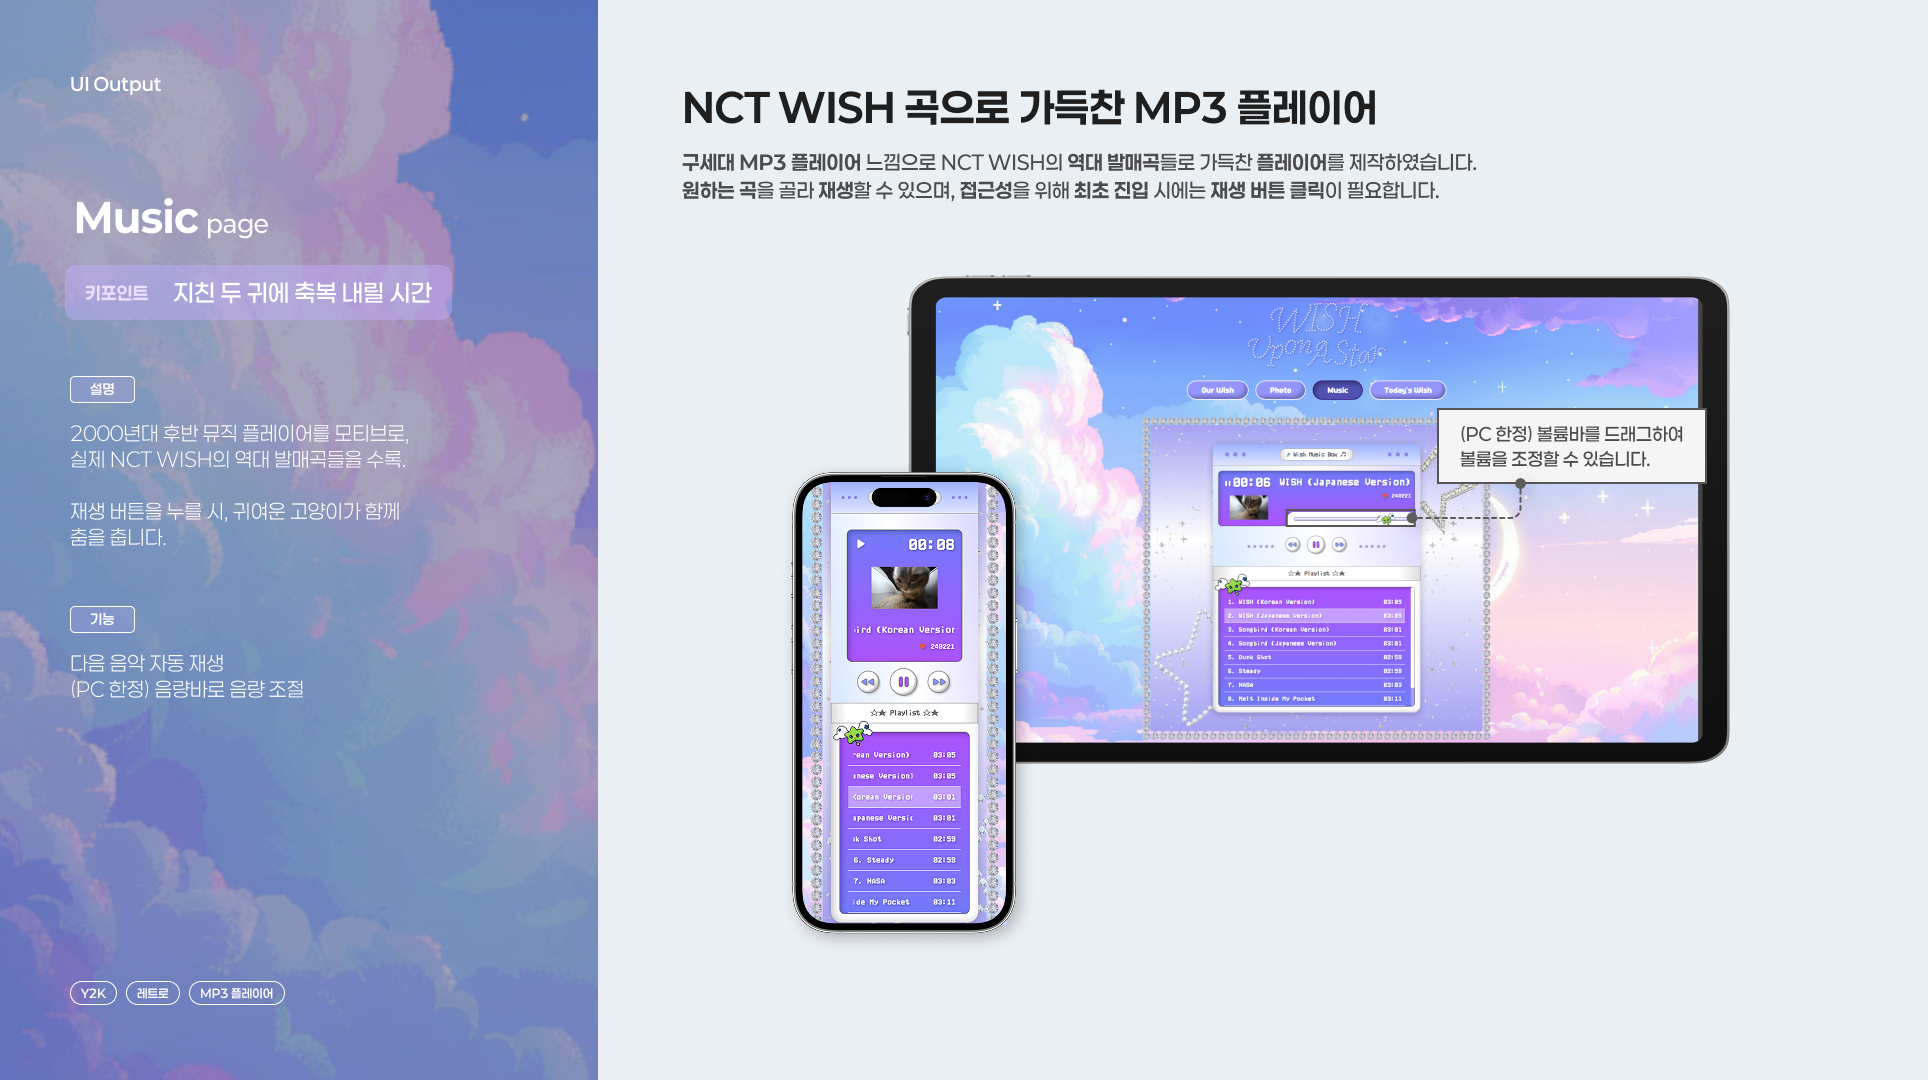 UI Output
Music page
키포인트 지친 두 귀에 축복 내릴 시간
설명
2000년대 후반 뮤직 플레이어를 모티브로,
실제 NCT WISH의 역대 발매곡들을 수록.
재생 버튼을 누를 시, 귀여운 고양이가 함께
춤을 춥니다.
기능
다음 음악 자동 재생
(PC 한정) 음량바로 음량 조절
Y2K 레트로 MP3 플레이어
NCT WISH 곡으로 가득찬 MP3 플레이어
구세대 MP3 플레이어 느낌으로 NCT WISH의 역대 발매곡들로 가득찬 플레이어를 제작하였습니다.
원하는 곡을 골라 재생할 수 있으며, 접근성을 위해 최초 진입 시에는 재생 버튼 클릭이 필요합니다.
WISH
Upon A Star
Our Wish Photo Music Today's Wish
(PC 한정) 볼륨바를 드래그하여
볼륨을 조정할 수 있습니다.
♪ Wish Music Box ♬
00:06 WISH (Japanese Version)
240221
☆★ Playlist ☆★
1. WISH (Korean Version) 03:05
2. WISH (Japanese Version) 03:05
3. Songbird (Korean Version) 03:01
4. Songbird (Japanese Version) 03:01
5. Dunk Shot 02:59
6. Steady 02:59
7. NASA 03:03
8. Melt Inside My Pocket 03:11
00:08
ird (Korean Version
240221
☆★ Playlist ☆★
rean Version) 03:05
anese Version) 03:05
Korean Version 03:01
apanese Versic 03:01
nk Shot 02:59
6. Steady 02:59
7. NASA 03:03
ide My Pocket 03:11